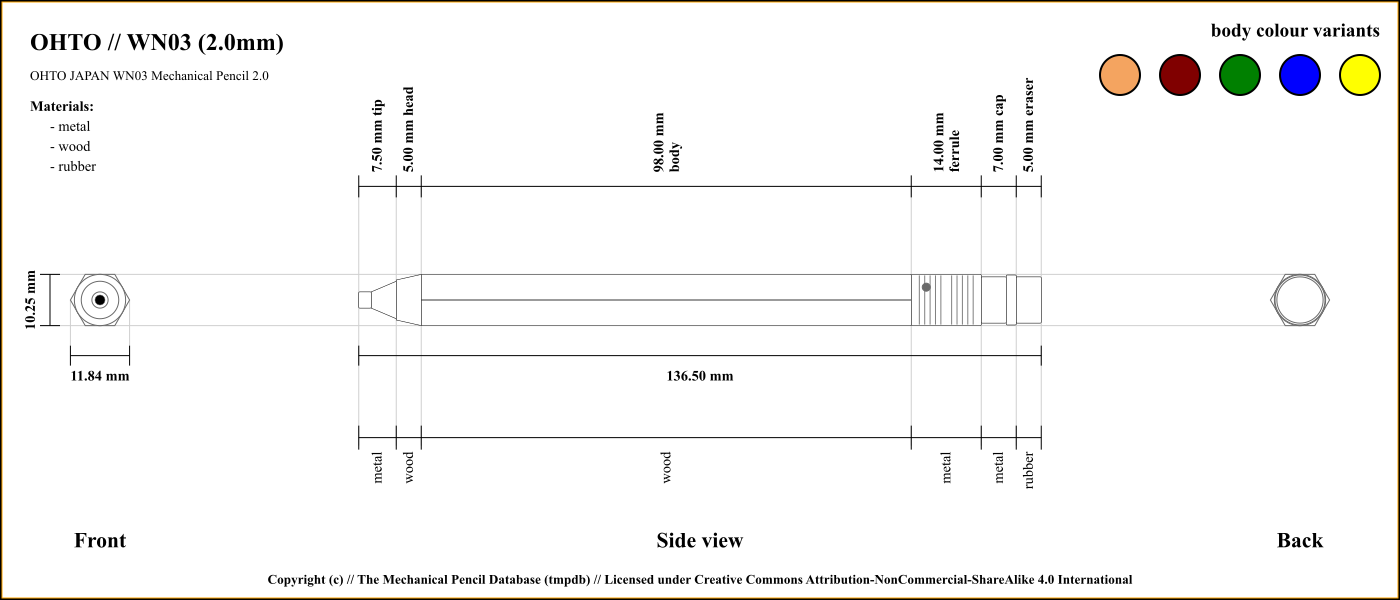 OHTO // WN03 (2.0mm)
OHTO JAPAN WN03 Mechanical Pencil 2.0
Materials:
- metal
- wood
- rubber
body colour variants
7.50 mm tip
5.00 mm head
98.00 mm
body
14.00 mm
ferrule
7.00 mm cap
5.00 mm eraser
10.25 mm
11.84 mm
136.50 mm
metal
wood
wood
metal
metal
rubber
Front
Side view
Back
Copyright (c) // The Mechanical Pencil Database (tmpdb) // Licensed under Creative Commons Attribution-NonCommercial-ShareAlike 4.0 International